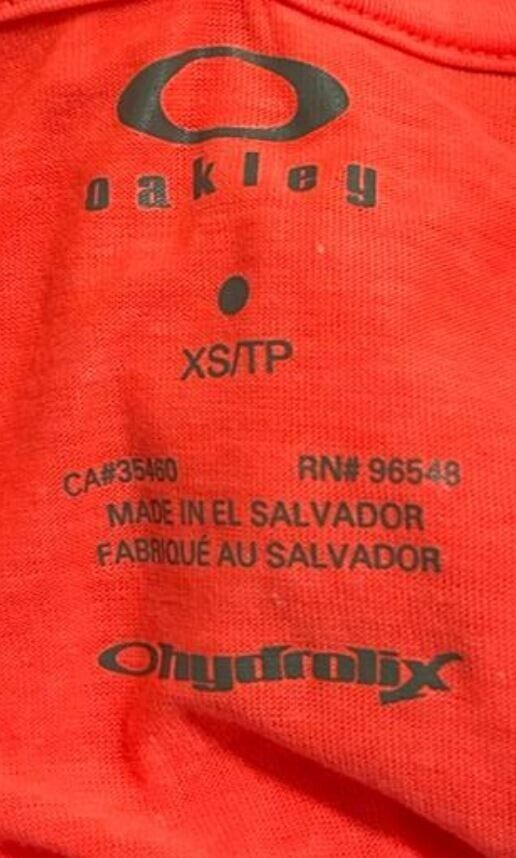 oakley
XS/TP
CA#35460 RN# 96548
MADE IN EL SALVADOR
FABRIQUÉ AU SALVADOR
Ohydrolix